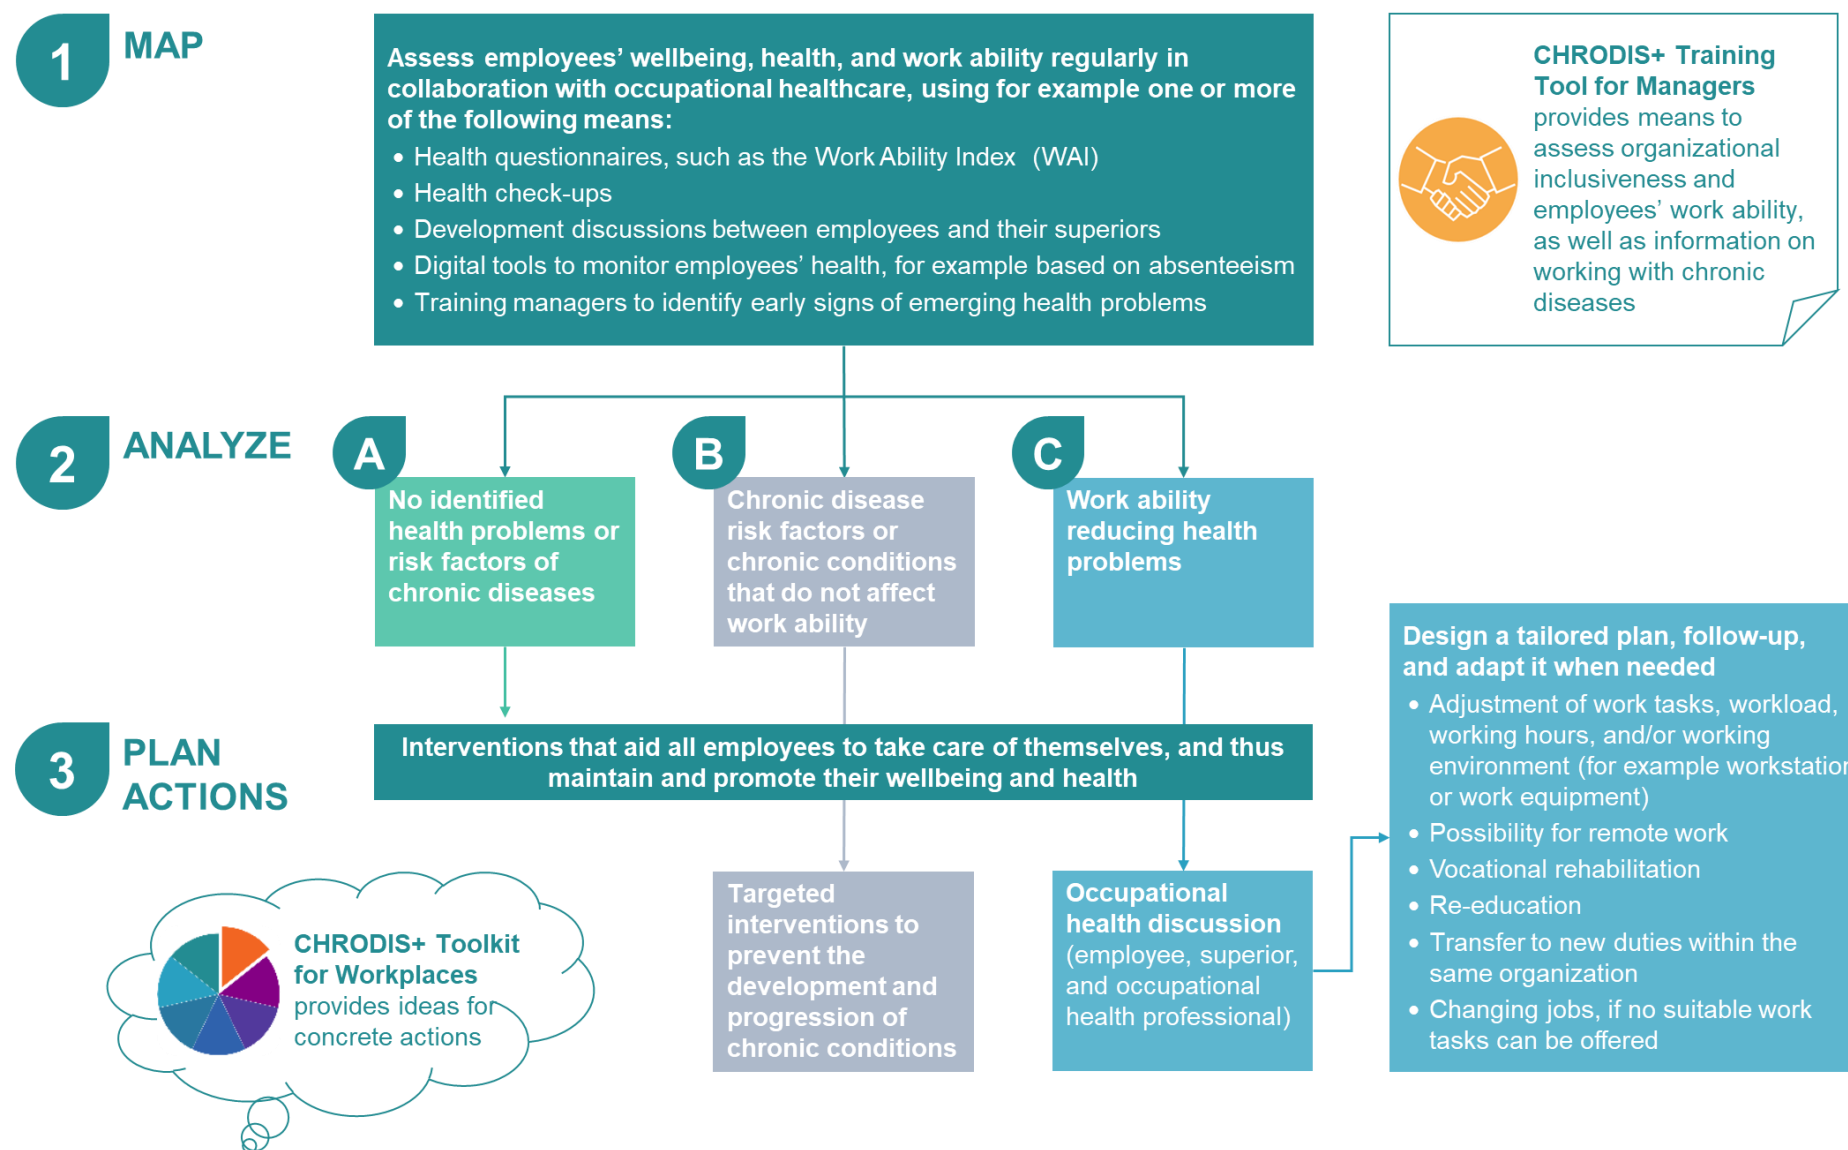 1
MAP
Assess employees’ wellbeing, health, and work ability regularly in
collaboration with occupational healthcare, using for example one or more
of the following means:
• Health questionnaires, such as the Work Ability Index (WAI)
• Health check-ups
• Development discussions between employees and their superiors
• Digital tools to monitor employees’ health, for example based on absenteeism
• Training managers to identify early signs of emerging health problems
CHRODIS+ Training
Tool for Managers
provides means to
assess organizational
inclusiveness and
employees’ work ability,
as well as information on
working with chronic
diseases
2
ANALYZE
A
No identified
health problems or
risk factors of
chronic diseases
B
Chronic disease
risk factors or
chronic conditions
that do not affect
work ability
C
Work ability
reducing health
problems
3
PLAN
ACTIONS
Interventions that aid all employees to take care of themselves, and thus
maintain and promote their wellbeing and health
Targeted
interventions to
prevent the
development and
progression of
chronic conditions
Occupational
health discussion
(employee, superior,
and occupational
health professional)
Design a tailored plan, follow-up,
and adapt it when needed
• Adjustment of work tasks, workload,
working hours, and/or working
environment (for example workstation
or work equipment)
• Possibility for remote work
• Vocational rehabilitation
• Re-education
• Transfer to new duties within the
same organization
• Changing jobs, if no suitable work
tasks can be offered
CHRODIS+ Toolkit
for Workplaces
provides ideas for
concrete actions